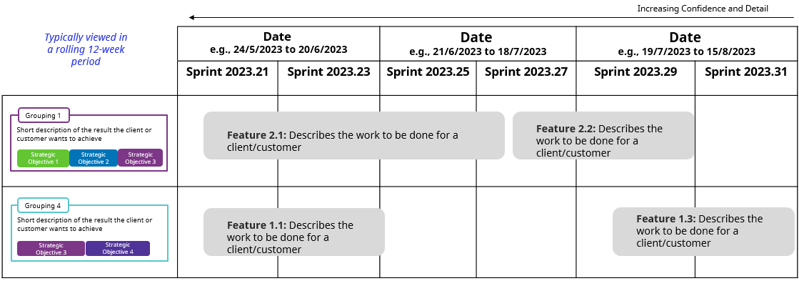 Increasing Confidence and Detail
Typically viewed in
a rolling 12-week
period
Date
e.g., 24/5/2023 to 20/6/2023
Date
e.g., 21/6/2023 to 18/7/2023
Date
e.g., 19/7/2023 to 15/8/2023
Sprint 2023.21
Sprint 2023.23
Sprint 2023.25
Sprint 2023.27
Sprint 2023.29
Sprint 2023.31
Grouping 1
Short description of the result the client or
customer wants to achieve
Strategic
Objective 1
Strategic
Objective 2
Strategic
Objective 3
Feature 2.1: Describes the work to be done for a
client/customer
Feature 2.2: Describes the
work to be done for a
client/customer
Grouping 4
Short description of the result the client or
customer wants to achieve
Strategic
Objective 3
Strategic
Objective 4
Feature 1.1: Describes the
work to be done for a
client/customer
Feature 1.3: Describes the
work to be done for a
client/customer